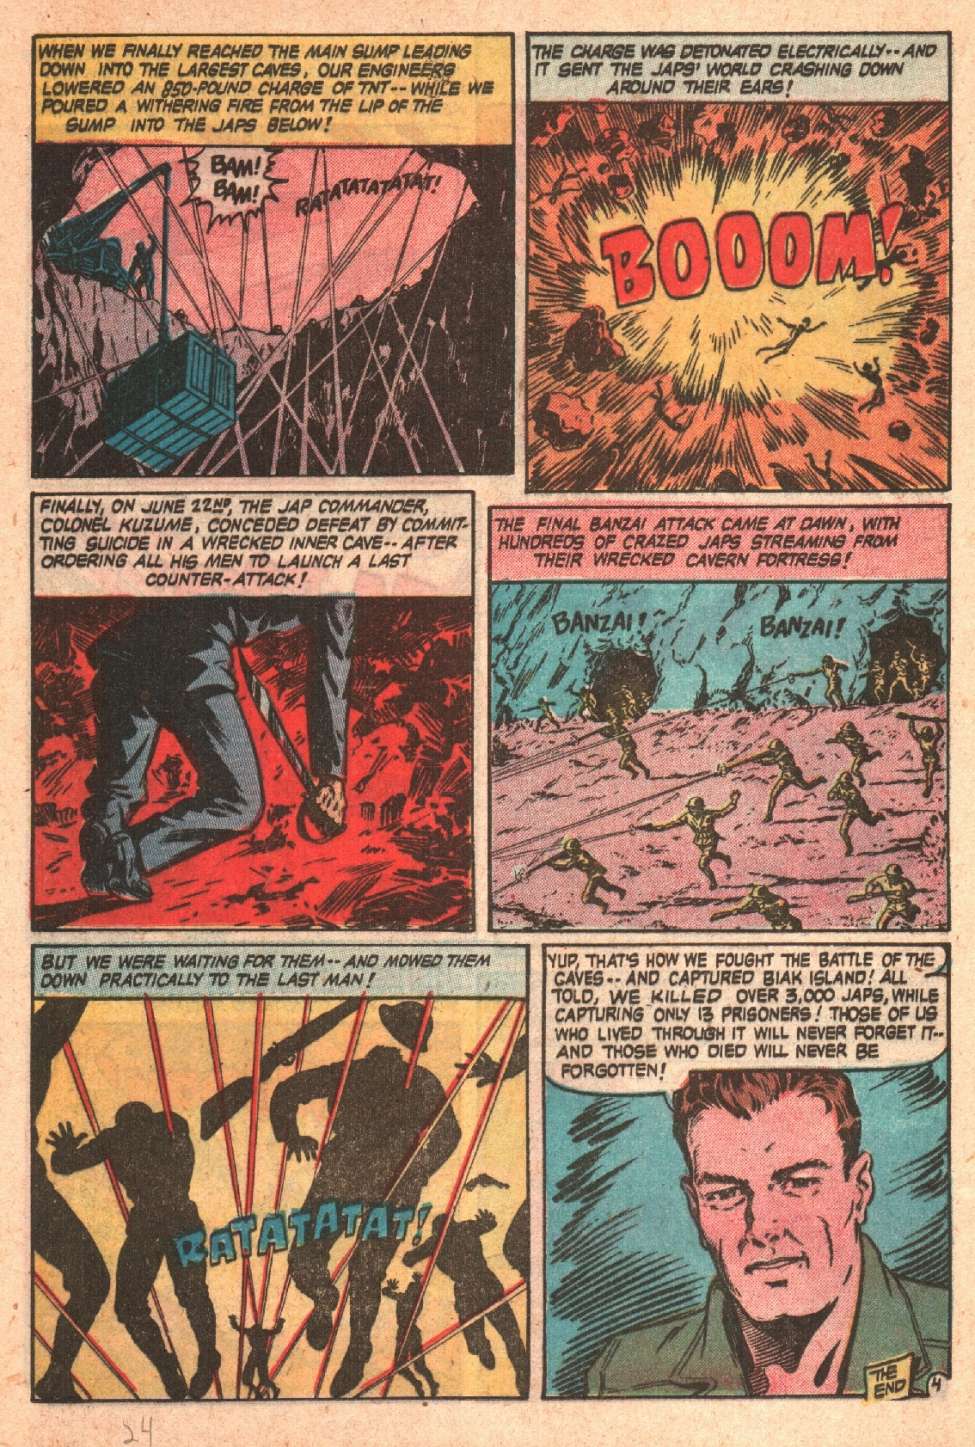 WHEN WE FINALLY REACHED THE MAIN SUMP LEADING
DOWN INTO THE LARGEST CAVES, OUR ENGINEERS
LOWERED AN 850-POUND CHARGE OF TNT--WHILE WE
POURED A WITHERING FIRE FROM THE LIP OF THE
SUMP INTO THE JAPS BELOW!
BAM!
BAM!
RATATATATAT!
THE CHARGE WAS DETONATED ELECTRICALLY--AND
IT SENT THE JAPS' WORLD CRASHING DOWN
AROUND THEIR EARS!
BOOOM!
FINALLY, ON JUNE 22ND, THE JAP COMMANDER,
COLONEL KUZUME, CONCEDED DEFEAT BY COMMIT-
TING SUICIDE IN A WRECKED INNER CAVE--AFTER
ORDERING ALL HIS MEN TO LAUNCH A LAST
COUNTER-ATTACK!
THE FINAL BANZAI ATTACK CAME AT DAWN, WITH
HUNDREDS OF CRAZED JAPS STREAMING FROM
THEIR WRECKED CAVERN FORTRESS!
BANZAI!
BANZAI!
BUT WE WERE WAITING FOR THEM--AND MOWED THEM
DOWN PRACTICALLY TO THE LAST MAN!
RATATATAT!
YUP, THAT'S HOW WE FOUGHT THE BATTLE OF THE
CAVES--AND CAPTURED BIAK ISLAND! ALL
TOLD, WE KILLED OVER 3,000 JAPS, WHILE
CAPTURING ONLY 13 PRISONERS! THOSE OF US
WHO LIVED THROUGH IT WILL NEVER FORGET IT--
AND THOSE WHO DIED WILL NEVER BE
FORGOTTEN!
THE
END
4
24